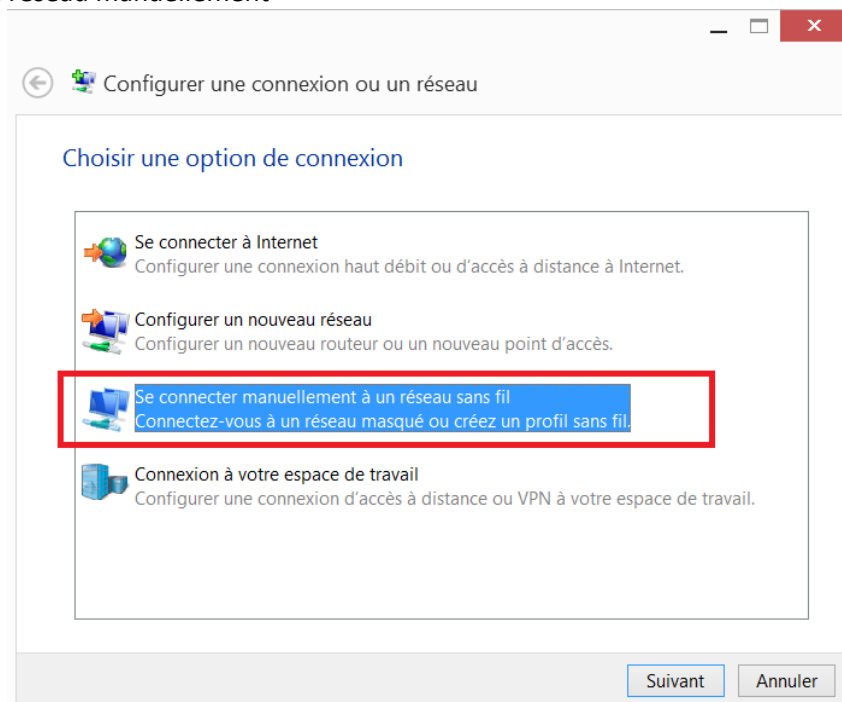 réseau manuellement
Configurer une connexion ou un réseau
Choisir une option de connexion
Se connecter à Internet
Configurer une connexion haut débit ou d'accès à distance à Internet.
Configurer un nouveau réseau
Configurer un nouveau routeur ou un nouveau point d'accès.
Se connecter manuellement à un réseau sans fil
Connectez-vous à un réseau masqué ou créez un profil sans fil.
Connexion à votre espace de travail
Configurer une connexion d'accès à distance ou VPN à votre espace de travail.
Suivant
Annuler